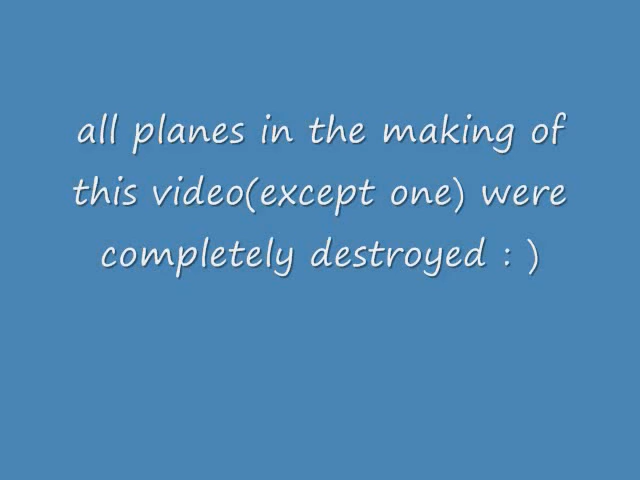 all planes in the making of
this video(except one) were
completely destroyed : )